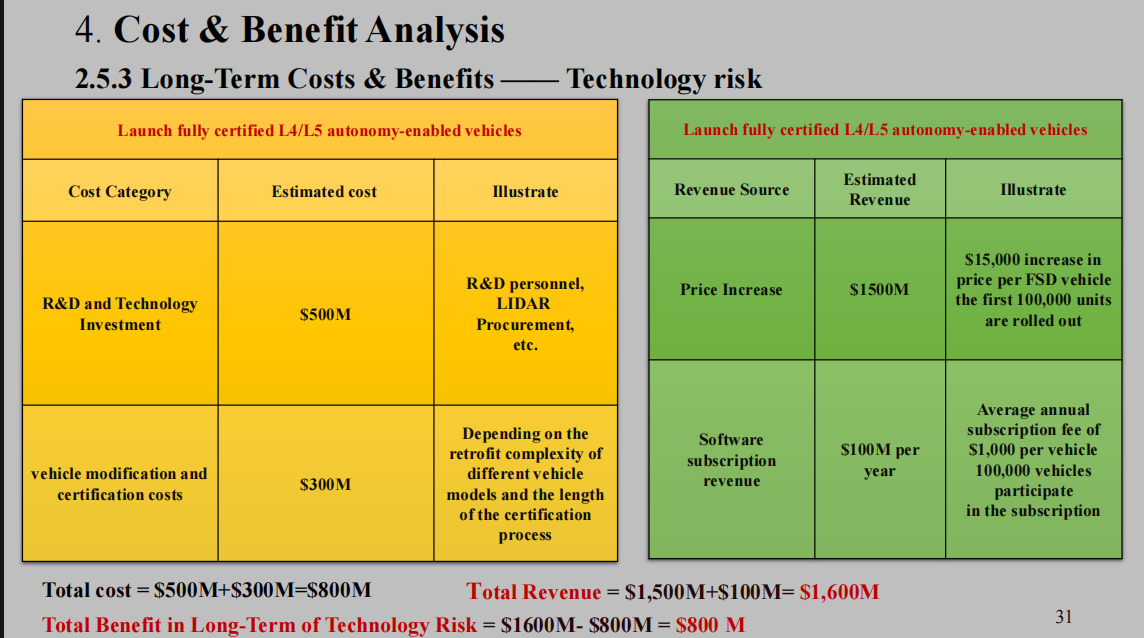 4. Cost & Benefit Analysis
2.5.3 Long-Term Costs & Benefits —— Technology risk
Launch fully certified L4/L5 autonomy-enabled vehicles
Cost Category
Estimated cost
Illustrate
R&D and Technology
Investment
$500M
R&D personnel,
LIDAR
Procurement,
etc.
vehicle modification and
certification costs
$300M
Depending on the
retrofit complexity of
different vehicle
models and the length
of the certification
process
Launch fully certified L4/L5 autonomy-enabled vehicles
Revenue Source
Estimated
Revenue
Illustrate
Price Increase
$1500M
$15,000 increase in
price per FSD vehicle
the first 100,000 units
are rolled out
Software
subscription
revenue
$100M per
year
Average annual
subscription fee of
$1,000 per vehicle
100,000 vehicles
participate
in the subscription
Total cost = $500M+$300M=$800M
Total Revenue = $1,500M+$100M= $1,600M
Total Benefit in Long-Term of Technology Risk = $1600M- $800M = $800 M
31